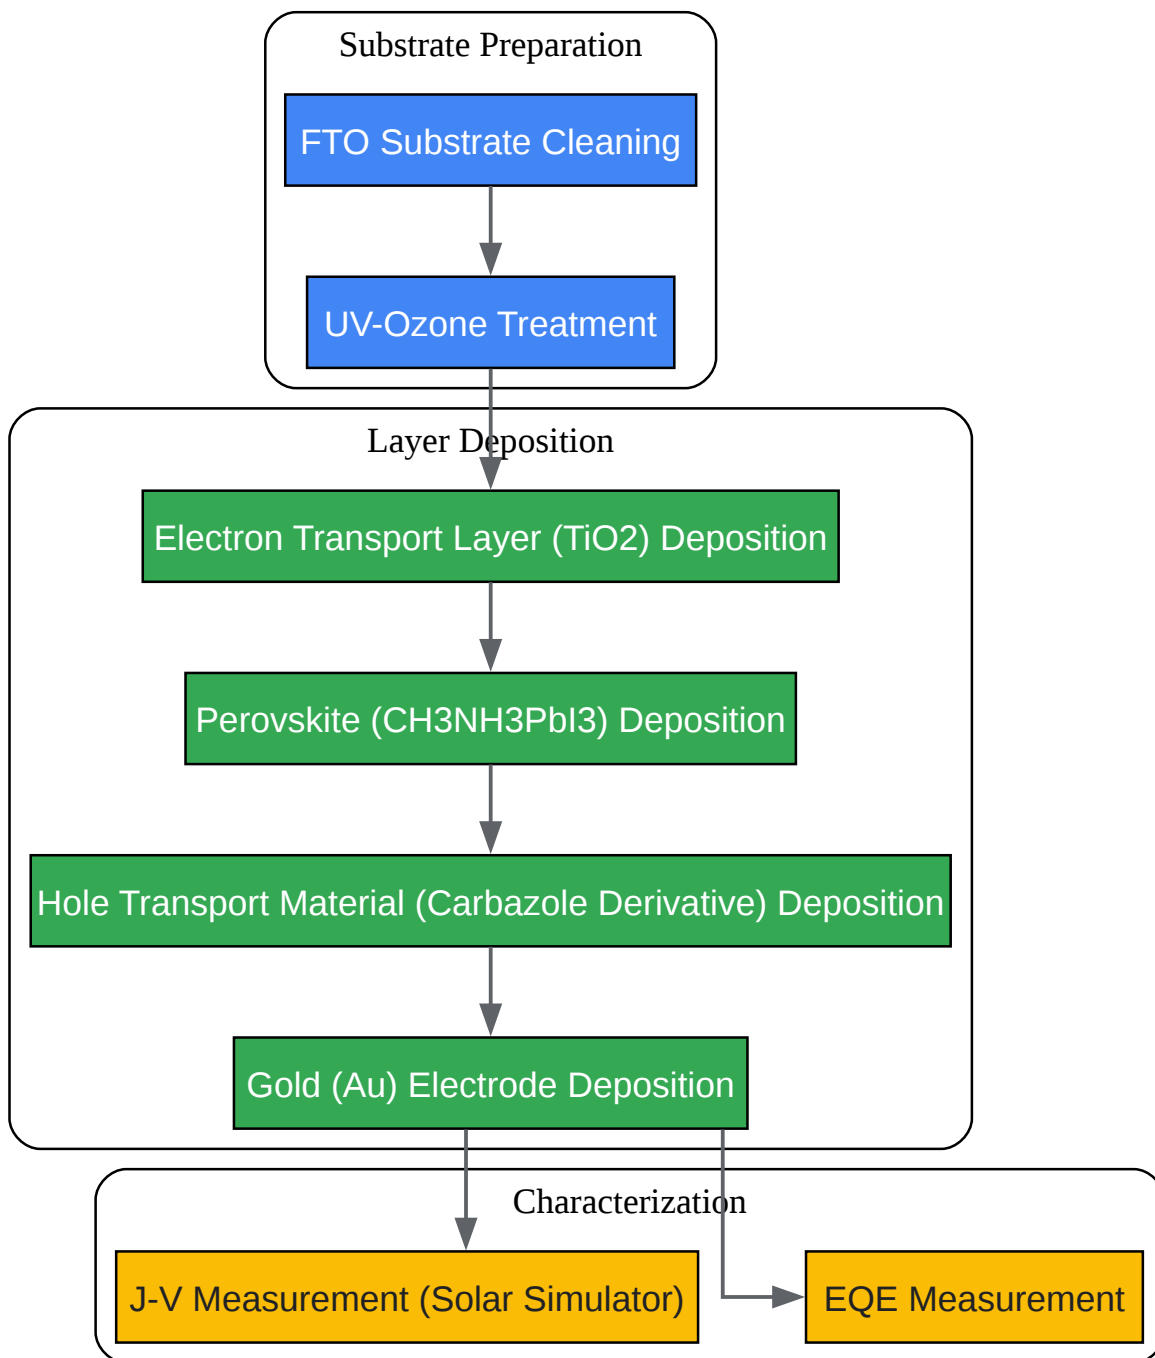 Substrate Preparation
FTO Substrate Cleaning
UV-Ozone Treatment
Layer Deposition
Electron Transport Layer (TiO2) Deposition
Perovskite (CH3NH3PbI3) Deposition
Hole Transport Material (Carbazole Derivative) Deposition
Gold (Au) Electrode Deposition
Characterization
J-V Measurement (Solar Simulator)
EQE Measurement